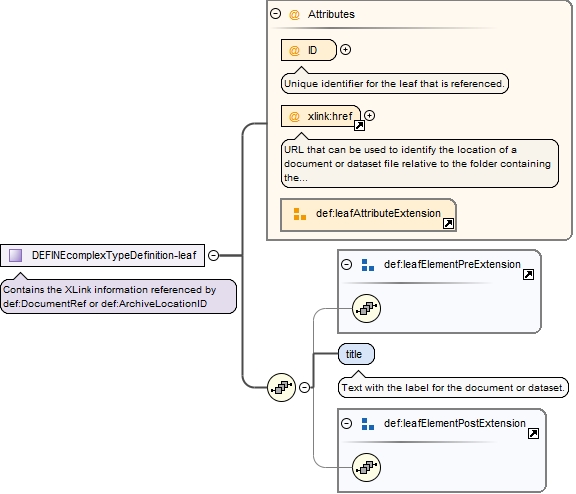 Attributes
@ ID
Unique identifier for the leaf that is referenced.
@ xlink:href
URL that can be used to identify the location of a
document or dataset file relative to the folder containing
the...
def:leafAttributeExtension
DEFINEcomplexTypeDefinition-leaf
Contains the XLink information referenced by
def:DocumentRef or def:ArchiveLocationID
def:leafElementPreExtension
title
Text with the label for the document or dataset.
def:leafElementPostExtension